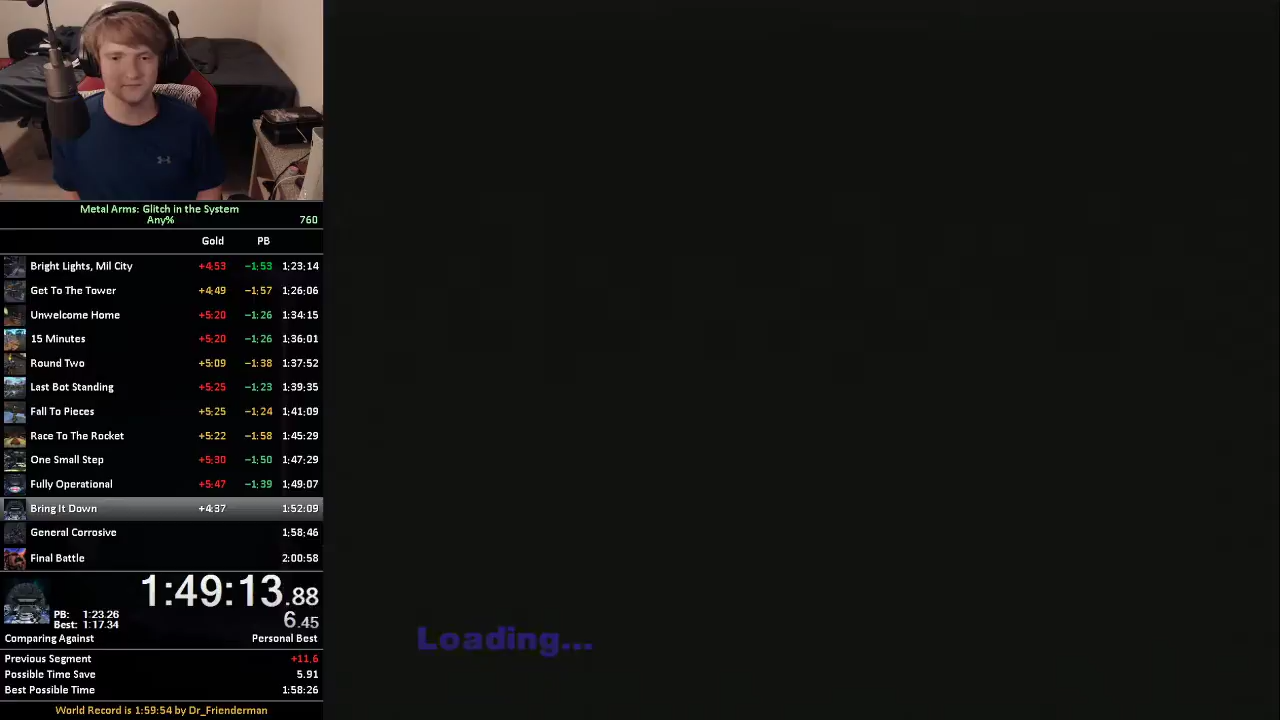 Metal Arms: Glitch in the System
Any% 760
Gold PB
Bright Lights, Mil City +4:53 −1:53 1:23:14
Get To The Tower +4:49 −1:57 1:26:06
Unwelcome Home +5:20 −1:26 1:34:15
15 Minutes +5:20 −1:26 1:36:01
Round Two +5:09 −1:38 1:37:52
Last Bot Standing +5:25 −1:23 1:39:35
Fall To Pieces +5:25 −1:24 1:41:09
Race To The Rocket +5:22 −1:58 1:45:29
One Small Step +5:30 −1:50 1:47:29
Fully Operational +5:47 −1:39 1:49:07
Bring It Down +4:37 1:52:09
General Corrosive 1:58:46
Final Battle 2:00:58
1:49:13.88
PB: 1:23.26 6.45
Best: 1:17.34
Comparing Against Personal Best
Previous Segment +11.6
Possible Time Save 5.91
Best Possible Time 1:58:26
World Record is 1:59:54 by Dr_Frienderman
Loading...